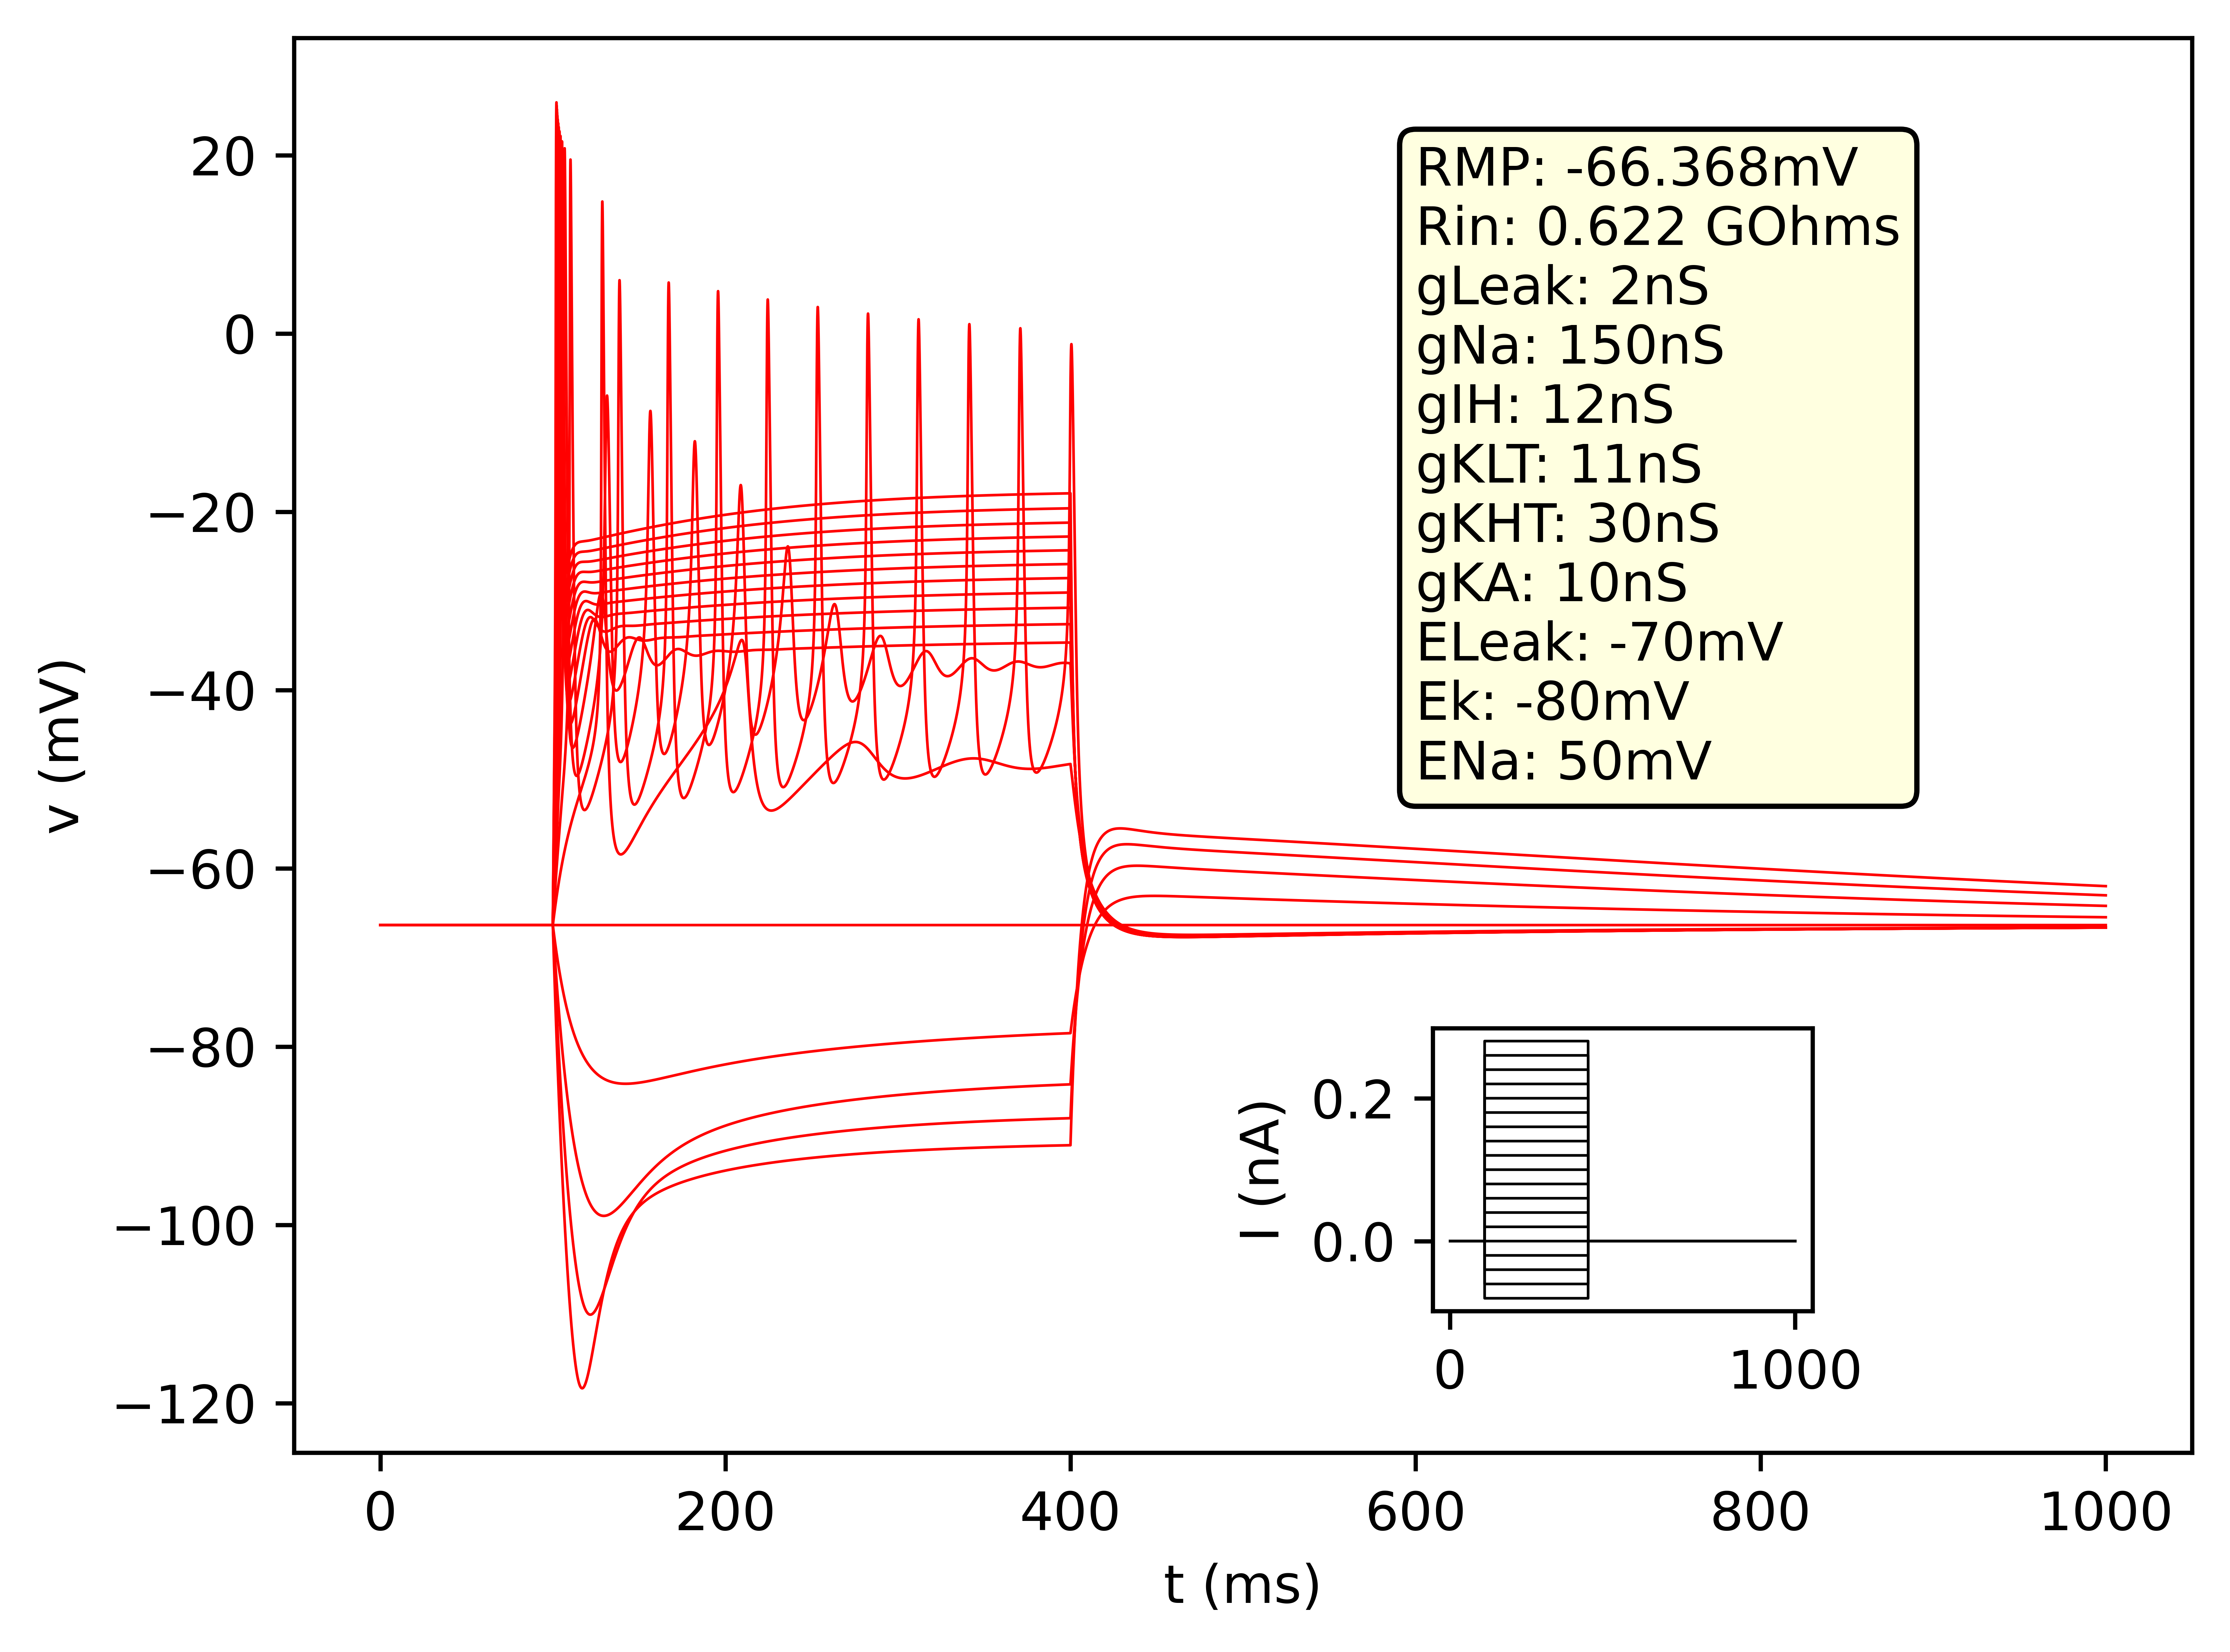 20
0
−20
−40
−60
−80
−100
−120
v (mV)
0
200
400
600
800
1000
t (ms)
RMP: -66.368mV
Rin: 0.622 GOhms
gLeak: 2nS
gNa: 150nS
gIH: 12nS
gKLT: 11nS
gKHT: 30nS
gKA: 10nS
ELeak: -70mV
Ek: -80mV
ENa: 50mV
I (nA)
0.2
0.0
0
1000